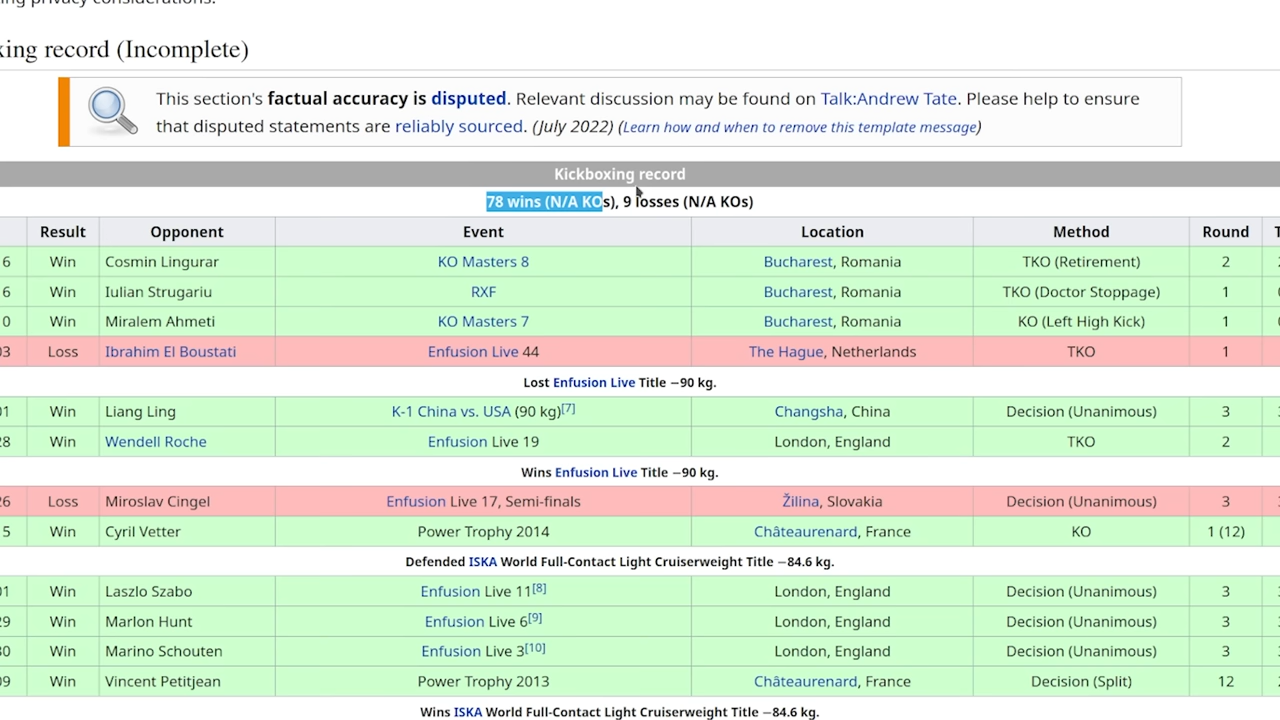 ing privacy considerations.
king record (Incomplete)
This section's factual accuracy is disputed. Relevant discussion may be found on Talk:Andrew Tate. Please help to ensure
that disputed statements are reliably sourced. (July 2022) (Learn how and when to remove this template message)
Kickboxing record
78 wins (N/A KOs), 9 losses (N/A KOs)
Result Opponent Event Location Method Round
6 Win Cosmin Lingurar KO Masters 8 Bucharest, Romania TKO (Retirement) 2
6 Win Iulian Strugariu RXF Bucharest, Romania TKO (Doctor Stoppage) 1
0 Win Miralem Ahmeti KO Masters 7 Bucharest, Romania KO (Left High Kick) 1
03 Loss Ibrahim El Boustati Enfusion Live 44 The Hague, Netherlands TKO 1
Lost Enfusion Live Title −90 kg.
01 Win Liang Ling K-1 China vs. USA (90 kg)[7] Changsha, China Decision (Unanimous) 3
28 Win Wendell Roche Enfusion Live 19 London, England TKO 2
Wins Enfusion Live Title −90 kg.
26 Loss Miroslav Cingel Enfusion Live 17, Semi-finals Žilina, Slovakia Decision (Unanimous) 3
5 Win Cyril Vetter Power Trophy 2014 Châteaurenard, France KO 1 (12)
Defended ISKA World Full-Contact Light Cruiserweight Title −84.6 kg.
01 Win Laszlo Szabo Enfusion Live 11[8] London, England Decision (Unanimous) 3
29 Win Marlon Hunt Enfusion Live 6[9] London, England Decision (Unanimous) 3
30 Win Marino Schouten Enfusion Live 3[10] London, England Decision (Unanimous) 3
09 Win Vincent Petitjean Power Trophy 2013 Châteaurenard, France Decision (Split) 12
Wins ISKA World Full-Contact Light Cruiserweight Title −84.6 kg.